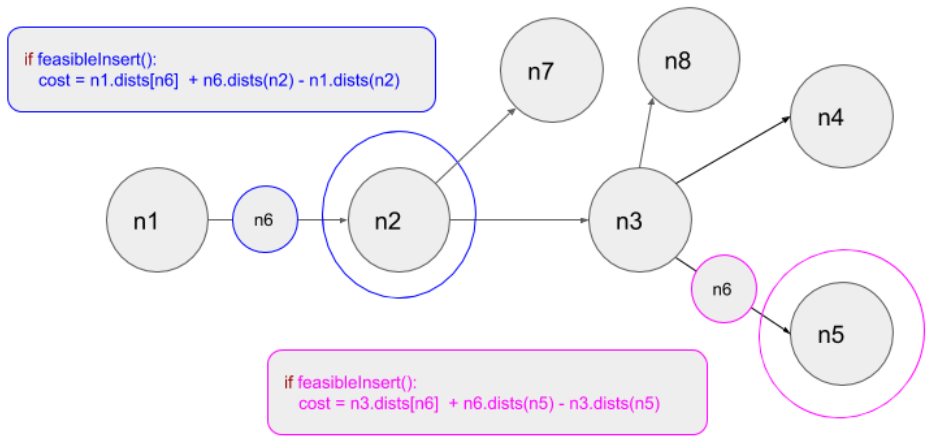 if feasibleInsert():
cost = n1.dists[n6] + n6.dists(n2) - n1.dists(n2)
n7
n8
n4
n1
n6
n2
n3
n6
n5
if feasibleInsert():
cost = n3.dists[n6] + n6.dists(n5) - n3.dists(n5)